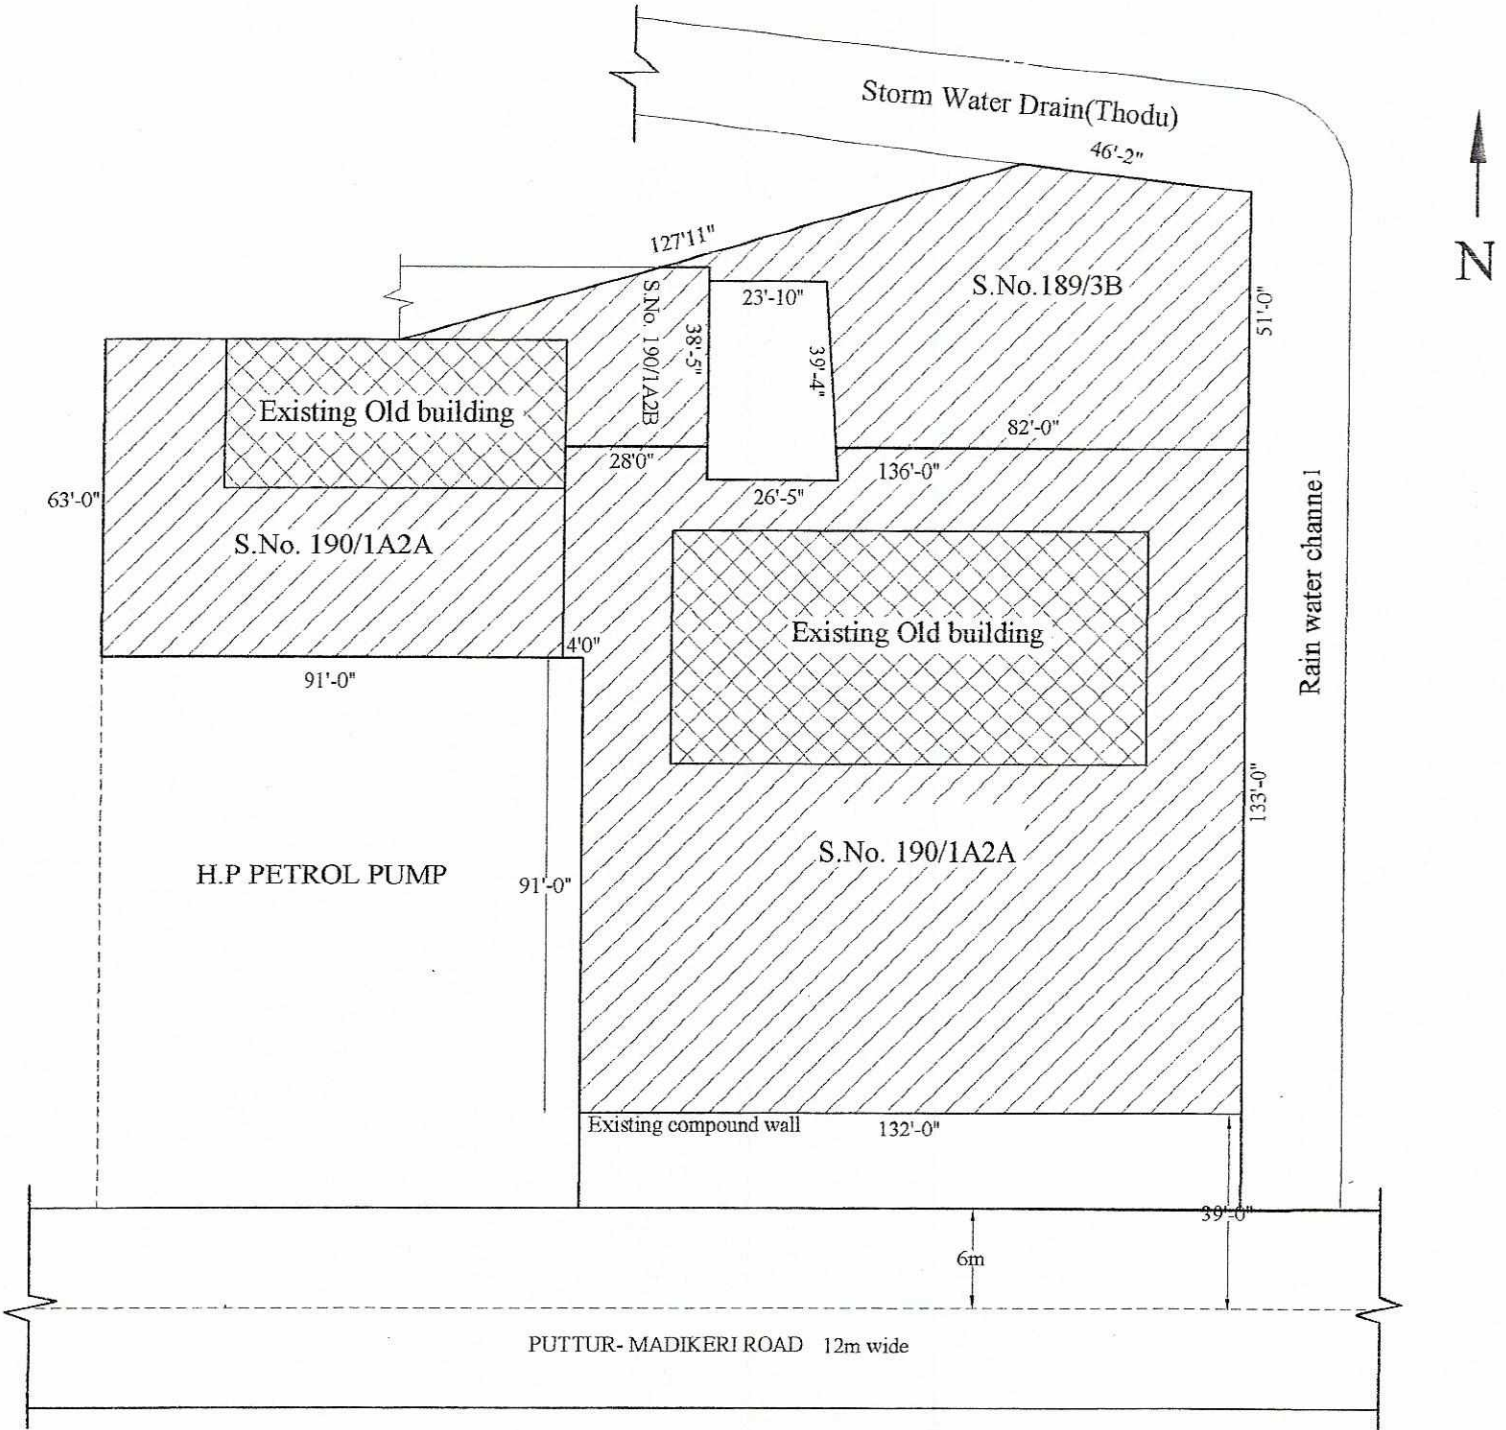 Storm Water Drain(Thodu)
46'-2"
127'11"
N
23'-10"
S.No.189/3B
S.No. 190/1A2B
38'-5"
39'-4"
51'-0"
Existing Old building
82'-0"
28'0"
136'-0"
26'-5"
63'-0"
S.No. 190/1A2A
Rain water channel
Existing Old building
4'0"
91'-0"
133'-0"
S.No. 190/1A2A
H.P PETROL PUMP
91'-0"
Existing compound wall
132'-0"
39'-0"
6m
PUTTUR- MADIKERI ROAD 12m wide